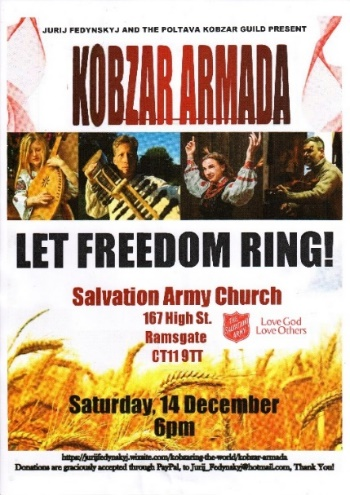 JURIJ FEDYNSKYJ AND THE POLTAVA KOBZAR GUILD PRESENT
KOBZAR ARMADA
LET FREEDOM RING!
Salvation Army Church
167 High St.
Ramsgate
CT11 9TT
THE
SALVATION
ARMY
Love God
Love Others
Saturday, 14 December
6pm
https://jurijfedynskyj.wixsite.com/kobzaring-the-world/kobzar-armada
Donations are graciously accepted through PayPal, to Jurij_Fedynskyj@hotmail.com, Thank You!